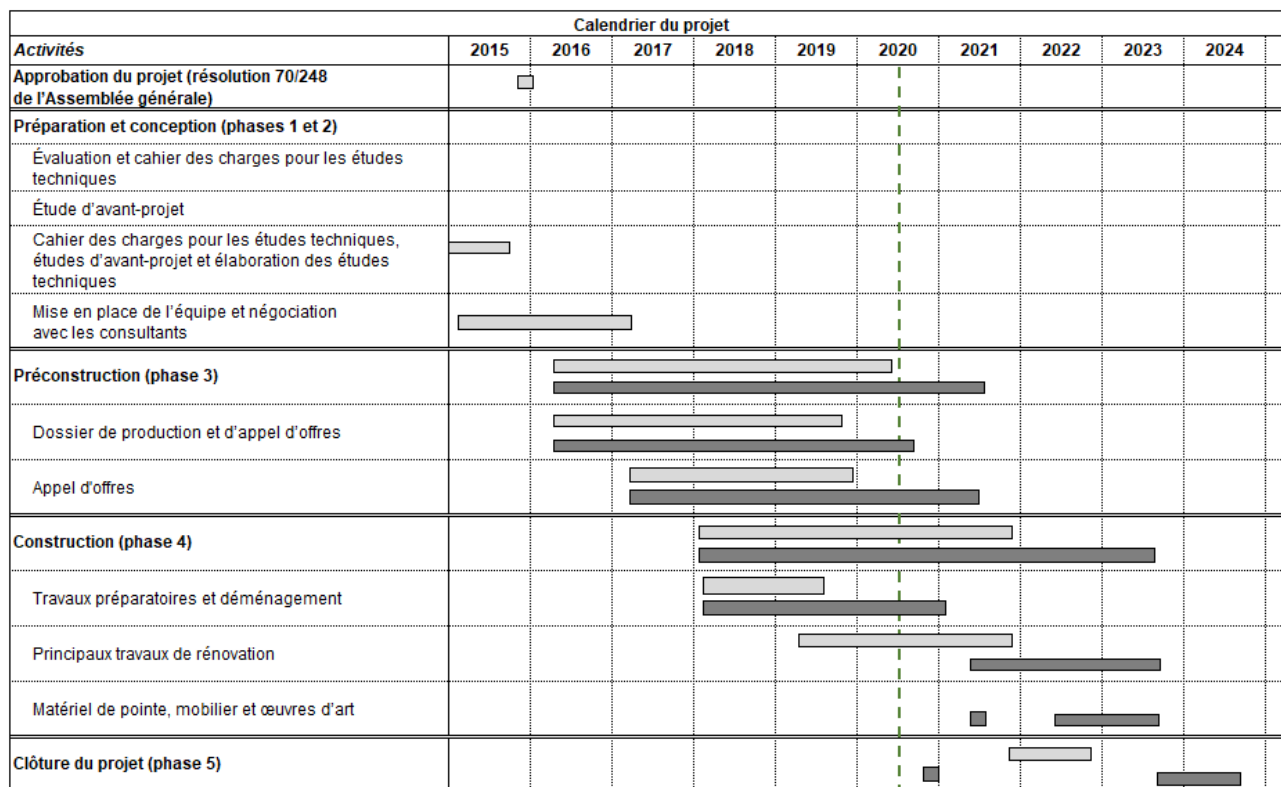 Calendrier du projet
Activités 2015 2016 2017 2018 2019 2020 2021 2022 2023 2024
Approbation du projet (résolution 70/248
de l’Assemblée générale)
Préparation et conception (phases 1 et 2)
Évaluation et cahier des charges pour les études
techniques
Étude d’avant-projet
Cahier des charges pour les études techniques,
études d’avant-projet et élaboration des études
techniques
Mise en place de l’équipe et négociation
avec les consultants
Préconstruction (phase 3)
Dossier de production et d’appel d’offres
Appel d'offres
Construction (phase 4)
Travaux préparatoires et déménagement
Principaux travaux de rénovation
Matériel de pointe, mobilier et œuvres d’art
Clôture du projet (phase 5)